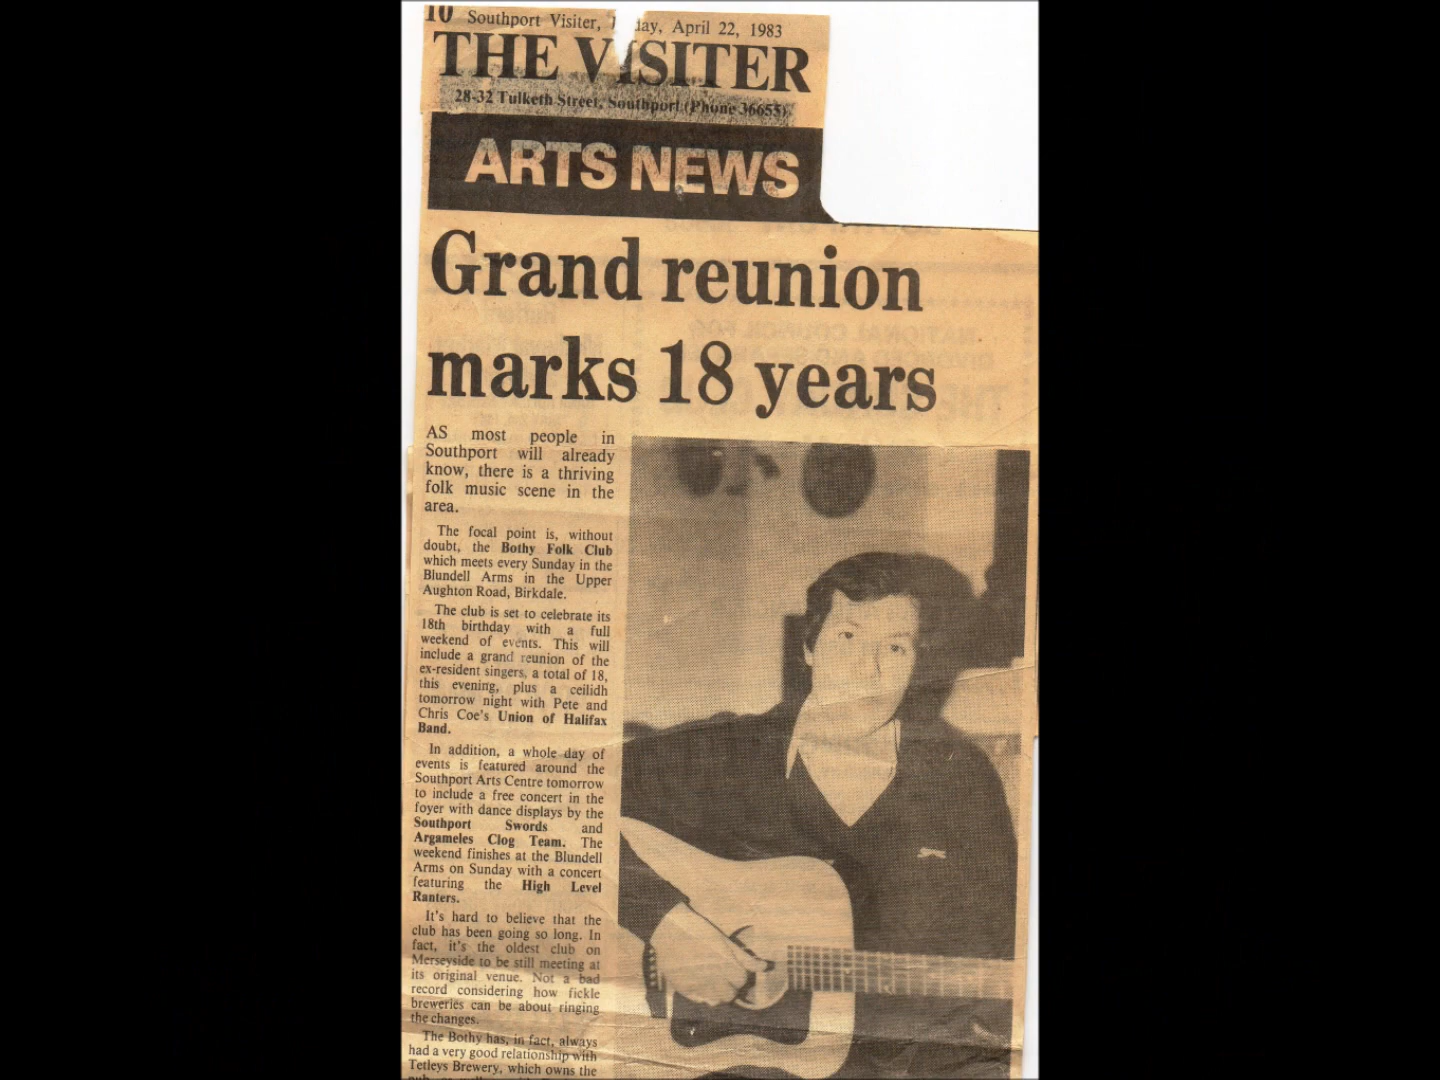 10 Southport Visiter, day, April 22, 1983
THE VISITER
28-32 Tulketh Street, Southport (Phone 36655)
ARTS NEWS
Grand reunion
marks 18 years
AS most people in
Southport will already
know, there is a thriving
folk music scene in the
area.
The focal point is, without
doubt, the Bothy Folk Club
which meets every Sunday in the
Blundell Arms in the Upper
Aughton Road, Birkdale.
The club is set to celebrate its
18th birthday with a full
weekend of events. This will
include a grand reunion of the
ex-resident singers, a total of 18,
this evening, plus a ceilidh
tomorrow night with Pete and
Chris Coe's Union of Halifax
Band.
In addition, a whole day of
events is featured around the
Southport Arts Centre tomorrow
to include a free concert in the
foyer with dance displays by the
Southport Swords and
Argameles Clog Team. The
weekend finishes at the Blundell
Arms on Sunday with a concert
featuring the High Level
Ranters.
It's hard to believe that the
club has been going so long. In
fact, it's the oldest club on
Merseyside to be still meeting at
its original venue. Not a bad
record considering how fickle
breweries can be about ringing
the changes.
The Bothy has, in fact, always
had a very good relationship with
Tetleys Brewery, which owns the